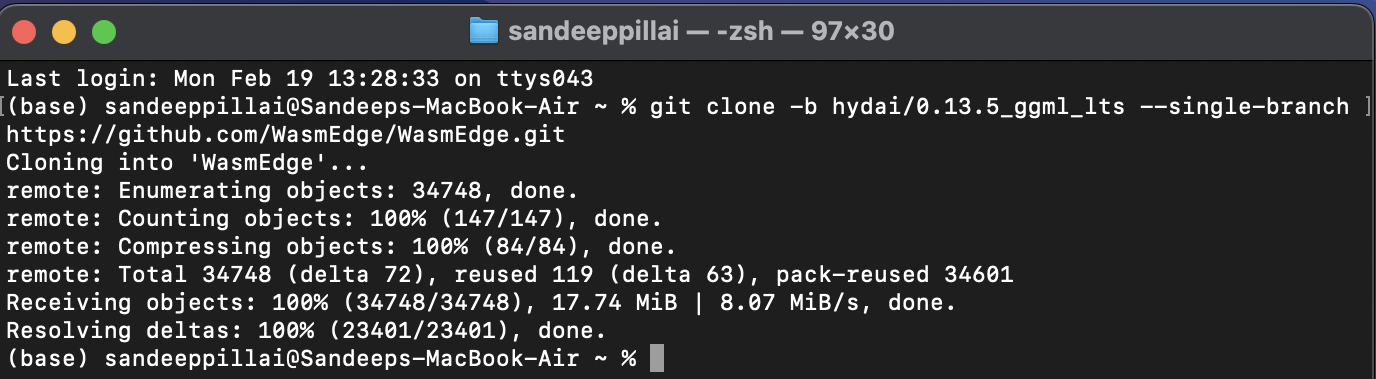 sandeeppillai — -zsh — 97×30
Last login: Mon Feb 19 13:28:33 on ttys043
[(base) sandeeppillai@Sandeeps-MacBook-Air ~ % git clone -b hydai/0.13.5_ggml_lts --single-branch ]
https://github.com/WasmEdge/WasmEdge.git
Cloning into 'WasmEdge'...
remote: Enumerating objects: 34748, done.
remote: Counting objects: 100% (147/147), done.
remote: Compressing objects: 100% (84/84), done.
remote: Total 34748 (delta 72), reused 119 (delta 63), pack-reused 34601
Receiving objects: 100% (34748/34748), 17.74 MiB | 8.07 MiB/s, done.
Resolving deltas: 100% (23401/23401), done.
(base) sandeeppillai@Sandeeps-MacBook-Air ~ %